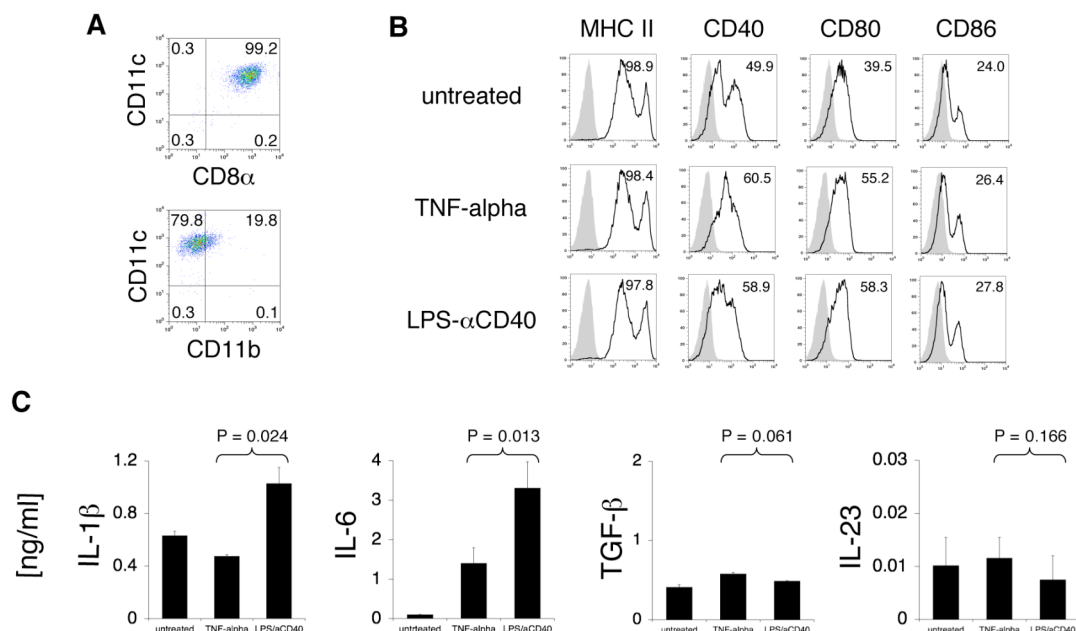 A
B
MHC II CD40 CD80 CD86
CD11c
0.3 99.2
0.3 0.2
CD8α
CD11c
79.8 19.8
0.3 0.1
CD11b
untreated
98.9 49.9 39.5 24.0
TNF-alpha
98.4 60.5 55.2 26.4
LPS-αCD40
97.8 58.9 58.3 27.8
C
[ng/ml]
P = 0.024
IL-1β
1.2
0.8
0.4
0
untreated TNF-alpha LPS/aCD40
P = 0.013
IL-6
4
3
2
1
0
untrteated TNF-alpha LPS/aCD40
P = 0.061
TGF-β
2
1
0
untreated TNF-alpha LPS/aCD40
P = 0.166
IL-23
0.03
0.02
0.01
0
untreated TNF-alpha LPS/aCD40